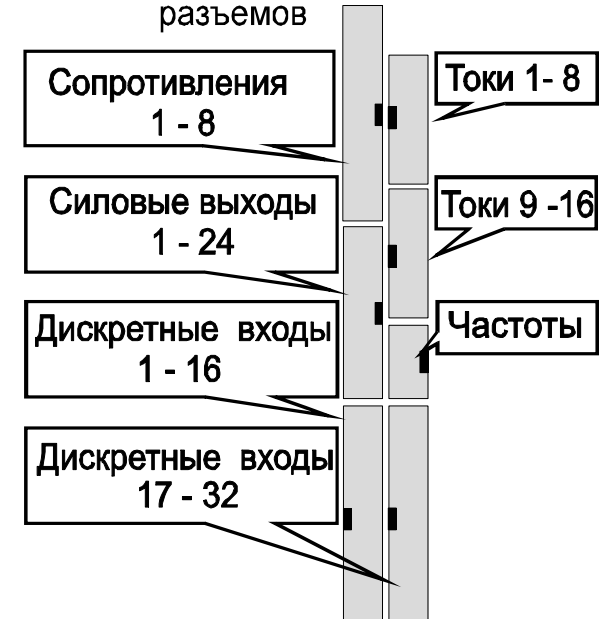 разъемов
Сопротивления
1 - 8
Токи 1- 8
Силовые выходы
1 - 24
Токи 9 -16
Дискретные входы
1 - 16
Частоты
Дискретные входы
17 - 32